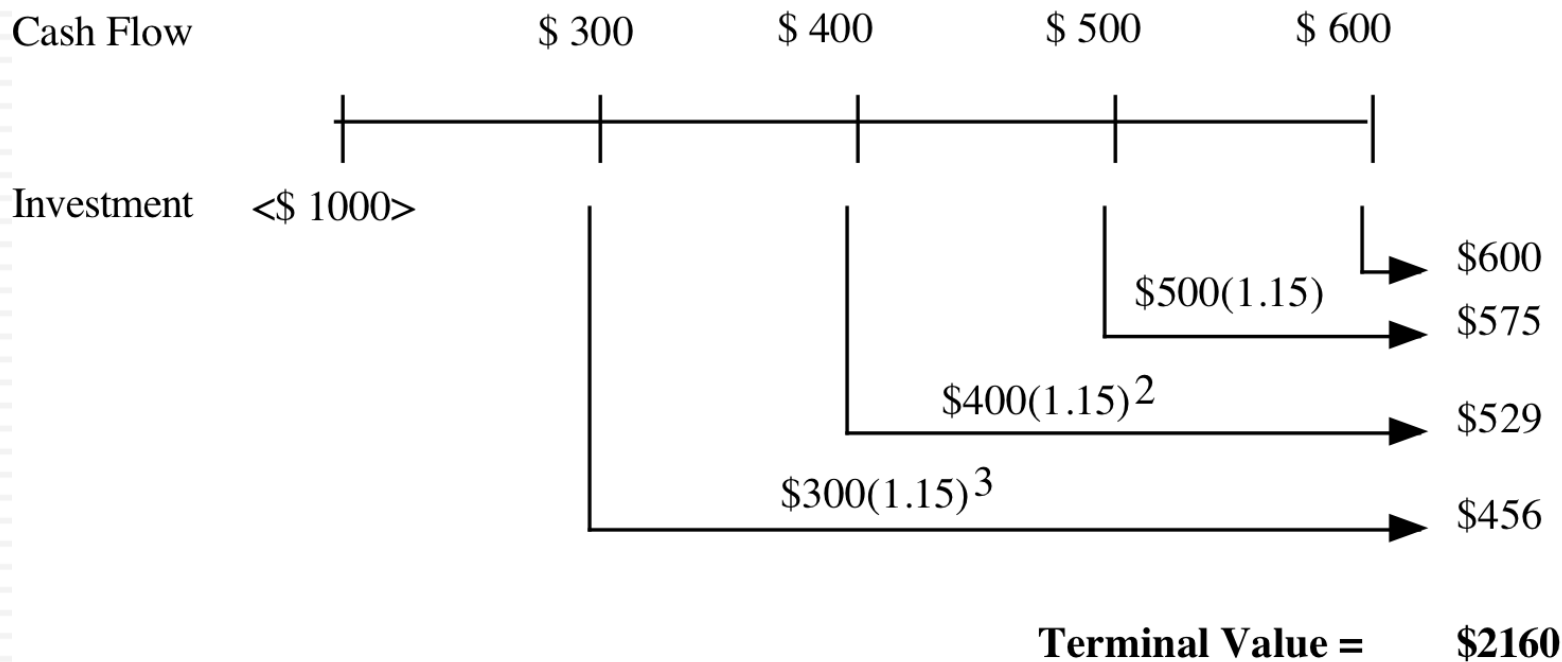 Cash Flow $ 300 $ 400 $ 500 $ 600
Investment <$ 1000>
$600
$500(1.15)
$575
$400(1.15)2
$529
$300(1.15)3
$456
Terminal Value = $2160